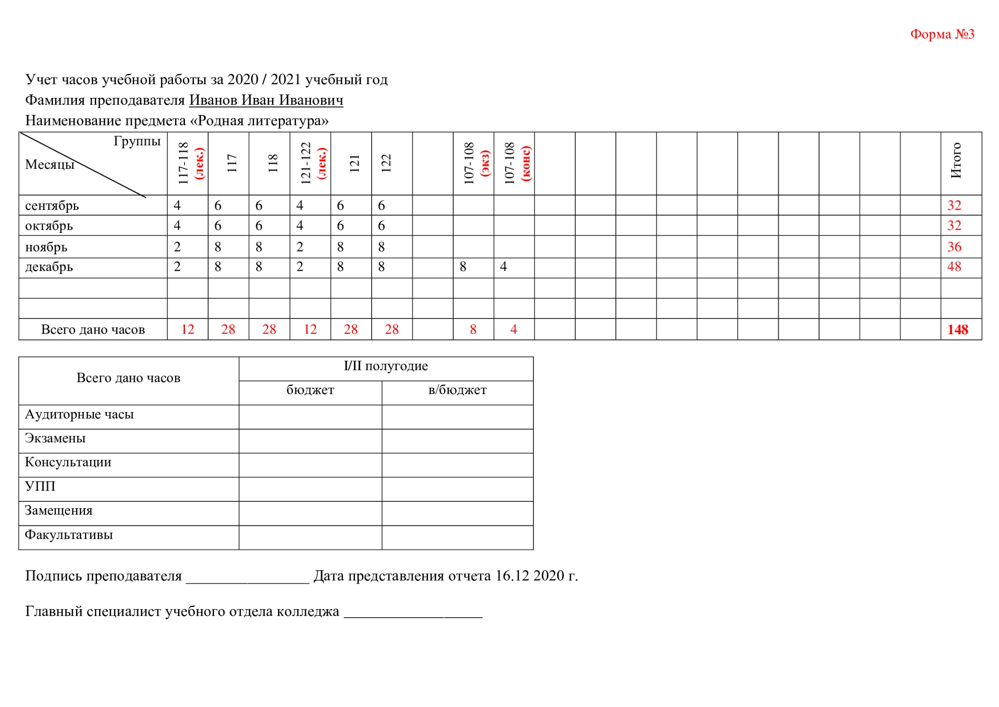 Форма №3
Учет часов учебной работы за 2020 / 2021 учебный год
Фамилия преподавателя Иванов Иван Иванович
Наименование предмета «Родная литература»
Группы
Месяцы
117-118 (лек.) 117 118 121-122 (лек.) 121 122 107-108 (экз) 107-108 (конс) Итого
сентябрь 4 6 6 4 6 6 32
октябрь 4 6 6 4 6 6 32
ноябрь 2 8 8 2 8 8 36
декабрь 2 8 8 2 8 8 8 4 48
Всего дано часов 12 28 28 12 28 28 8 4 148
Всего дано часов
I/II полугодие
бюджет в/бюджет
Аудиторные часы
Экзамены
Консультации
УПП
Замещения
Факультативы
Подпись преподавателя ________________ Дата представления отчета 16.12 2020 г.
Главный специалист учебного отдела колледжа __________________